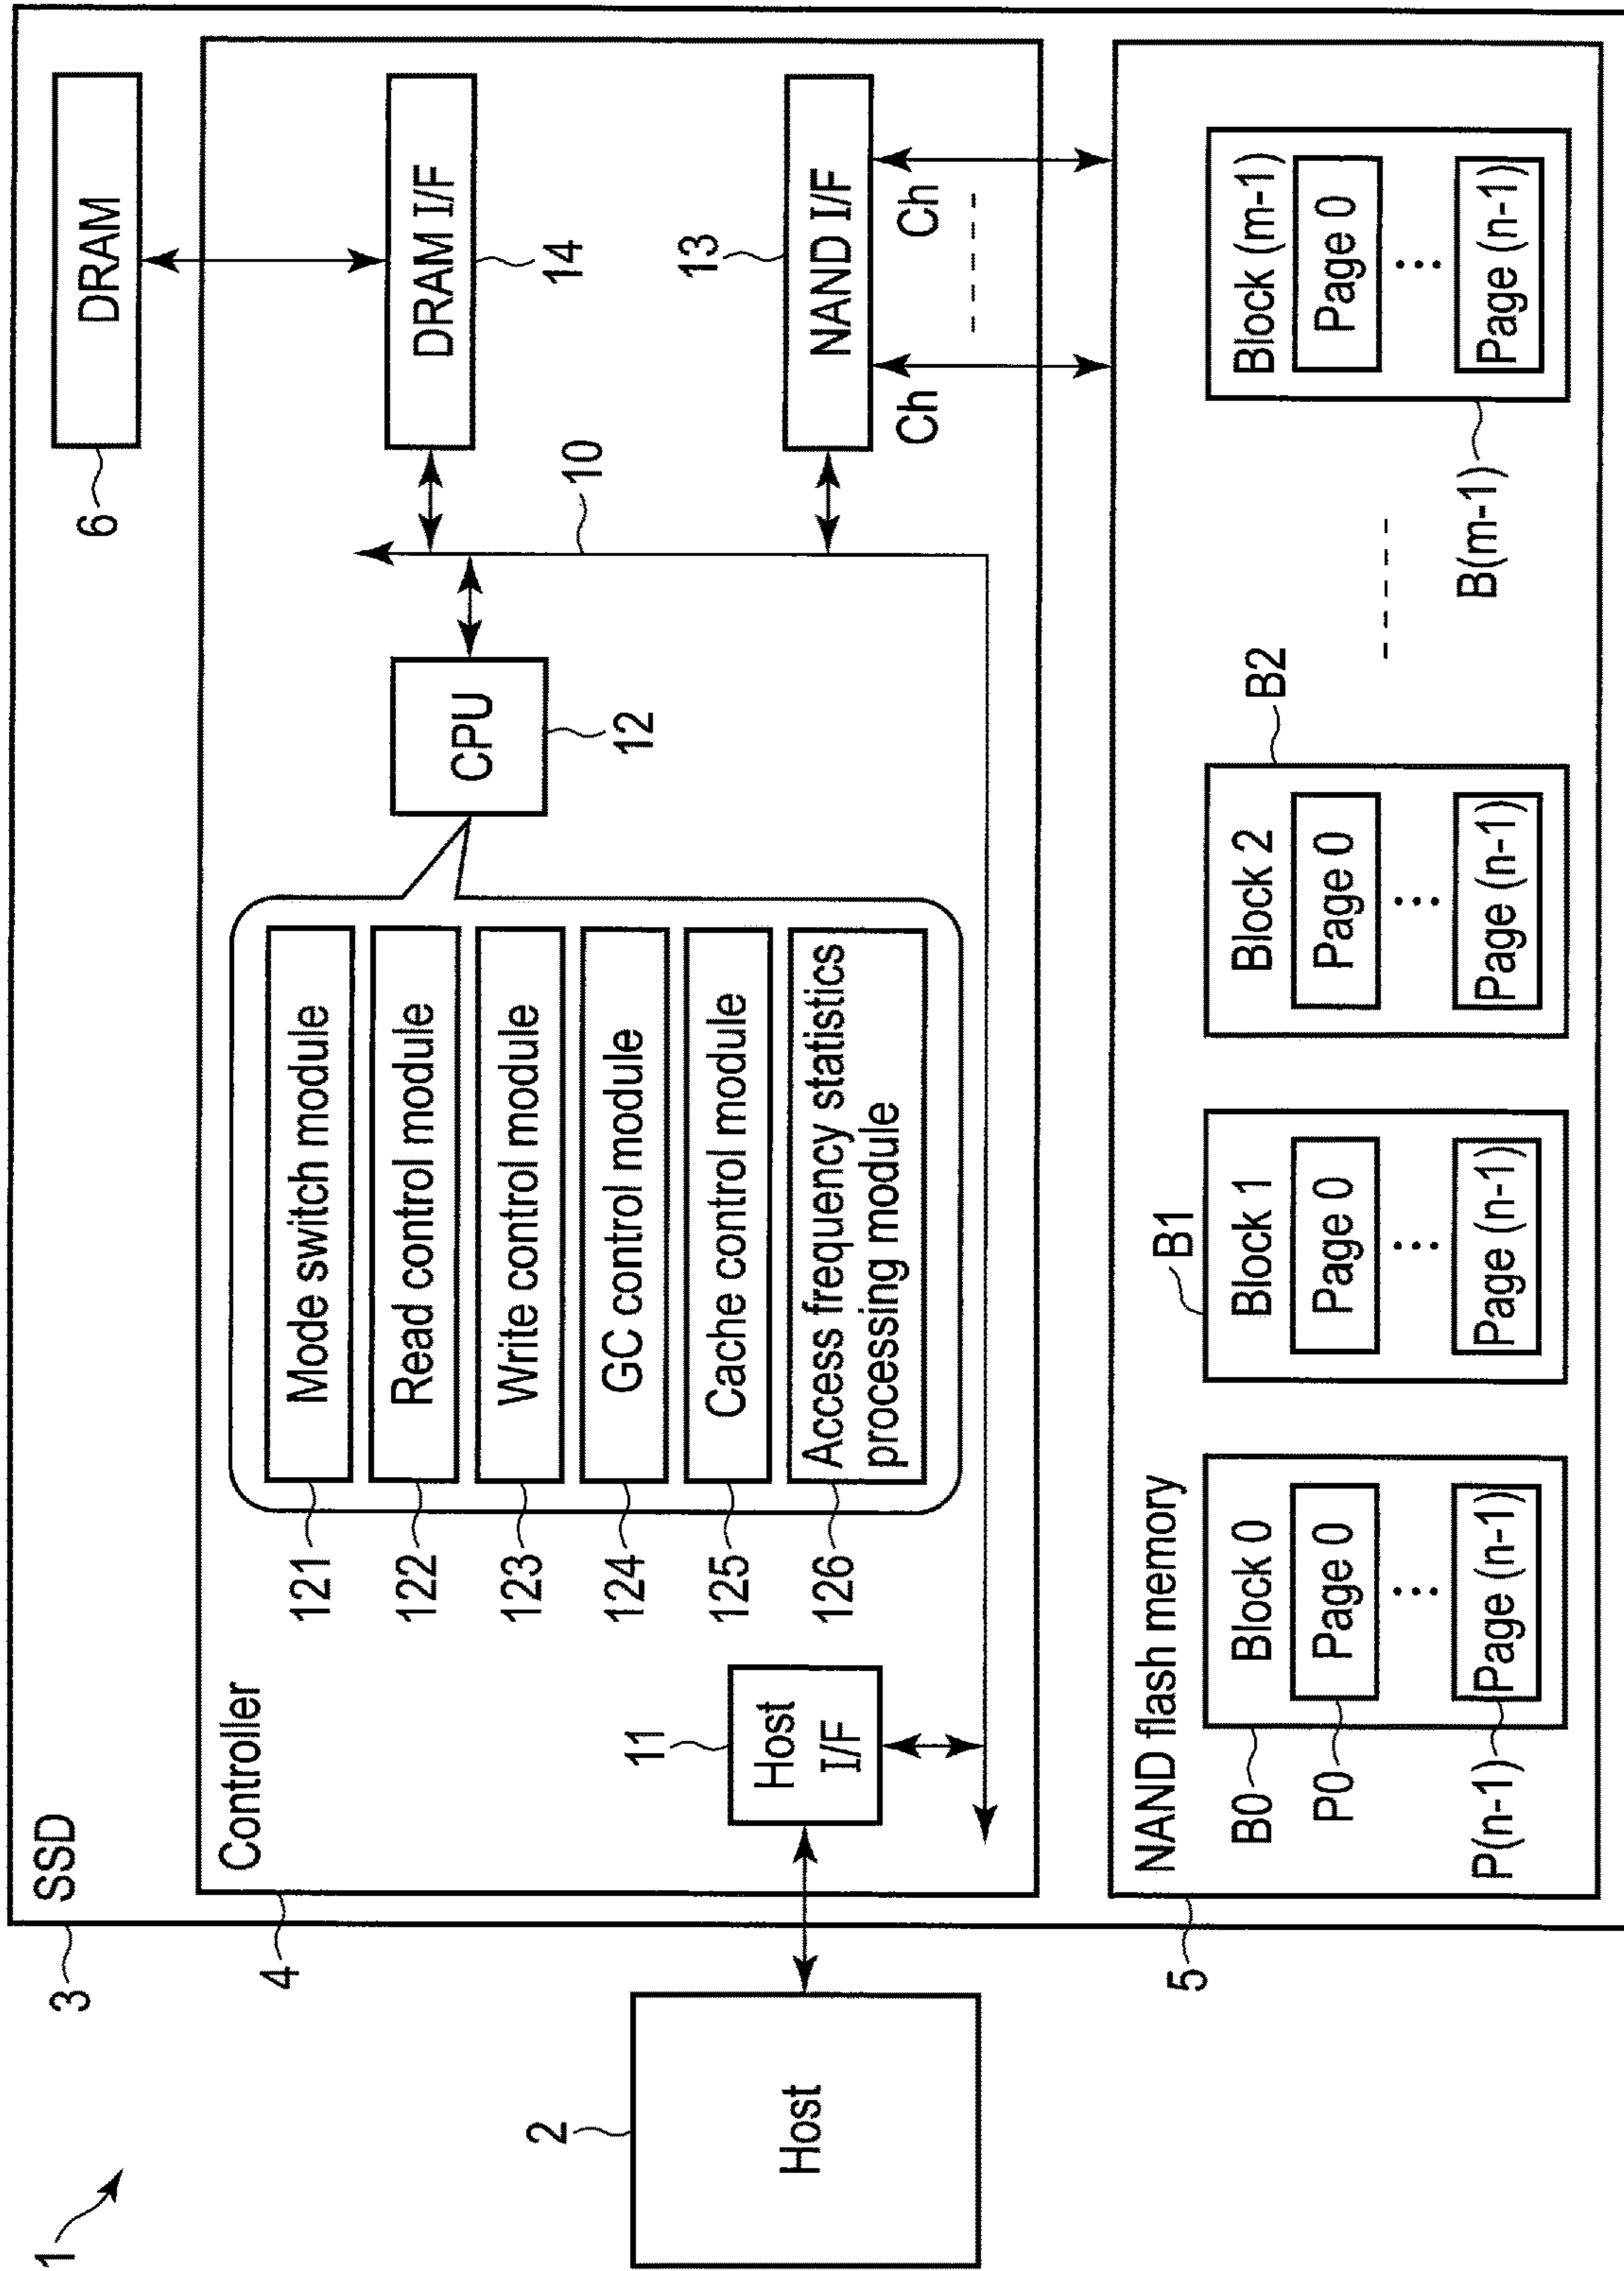 1
2
Host
3
SSD
4
Controller
11
Host
I/F
121
Mode switch module
122
Read control module
123
Write control module
124
GC control module
125
Cache control module
126
Access frequency statistics
processing module
CPU
12
10
6
DRAM
DRAM I/F
14
13
NAND I/F
Ch
Ch
5
NAND flash memory
B0
Block 0
P0
Page 0
P(n-1)
Page (n-1)
B1
Block 1
Page 0
Page (n-1)
B2
Block 2
Page 0
Page (n-1)
B(m-1)
Block (m-1)
Page 0
Page (n-1)